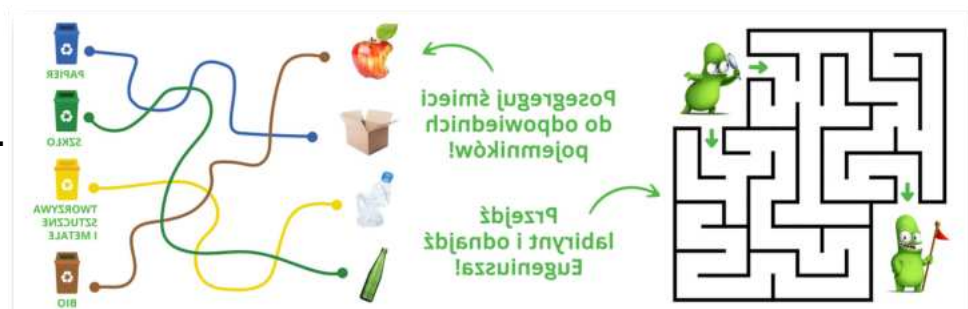 PAPIER
SZKŁO
TWORZYWA
SZTUCZNE
I METALE
BIO
Posegreguj śmieci
do odpowiednich
pojemników!
Przejdź
labirynt i odnajdź
Eugeniusza!